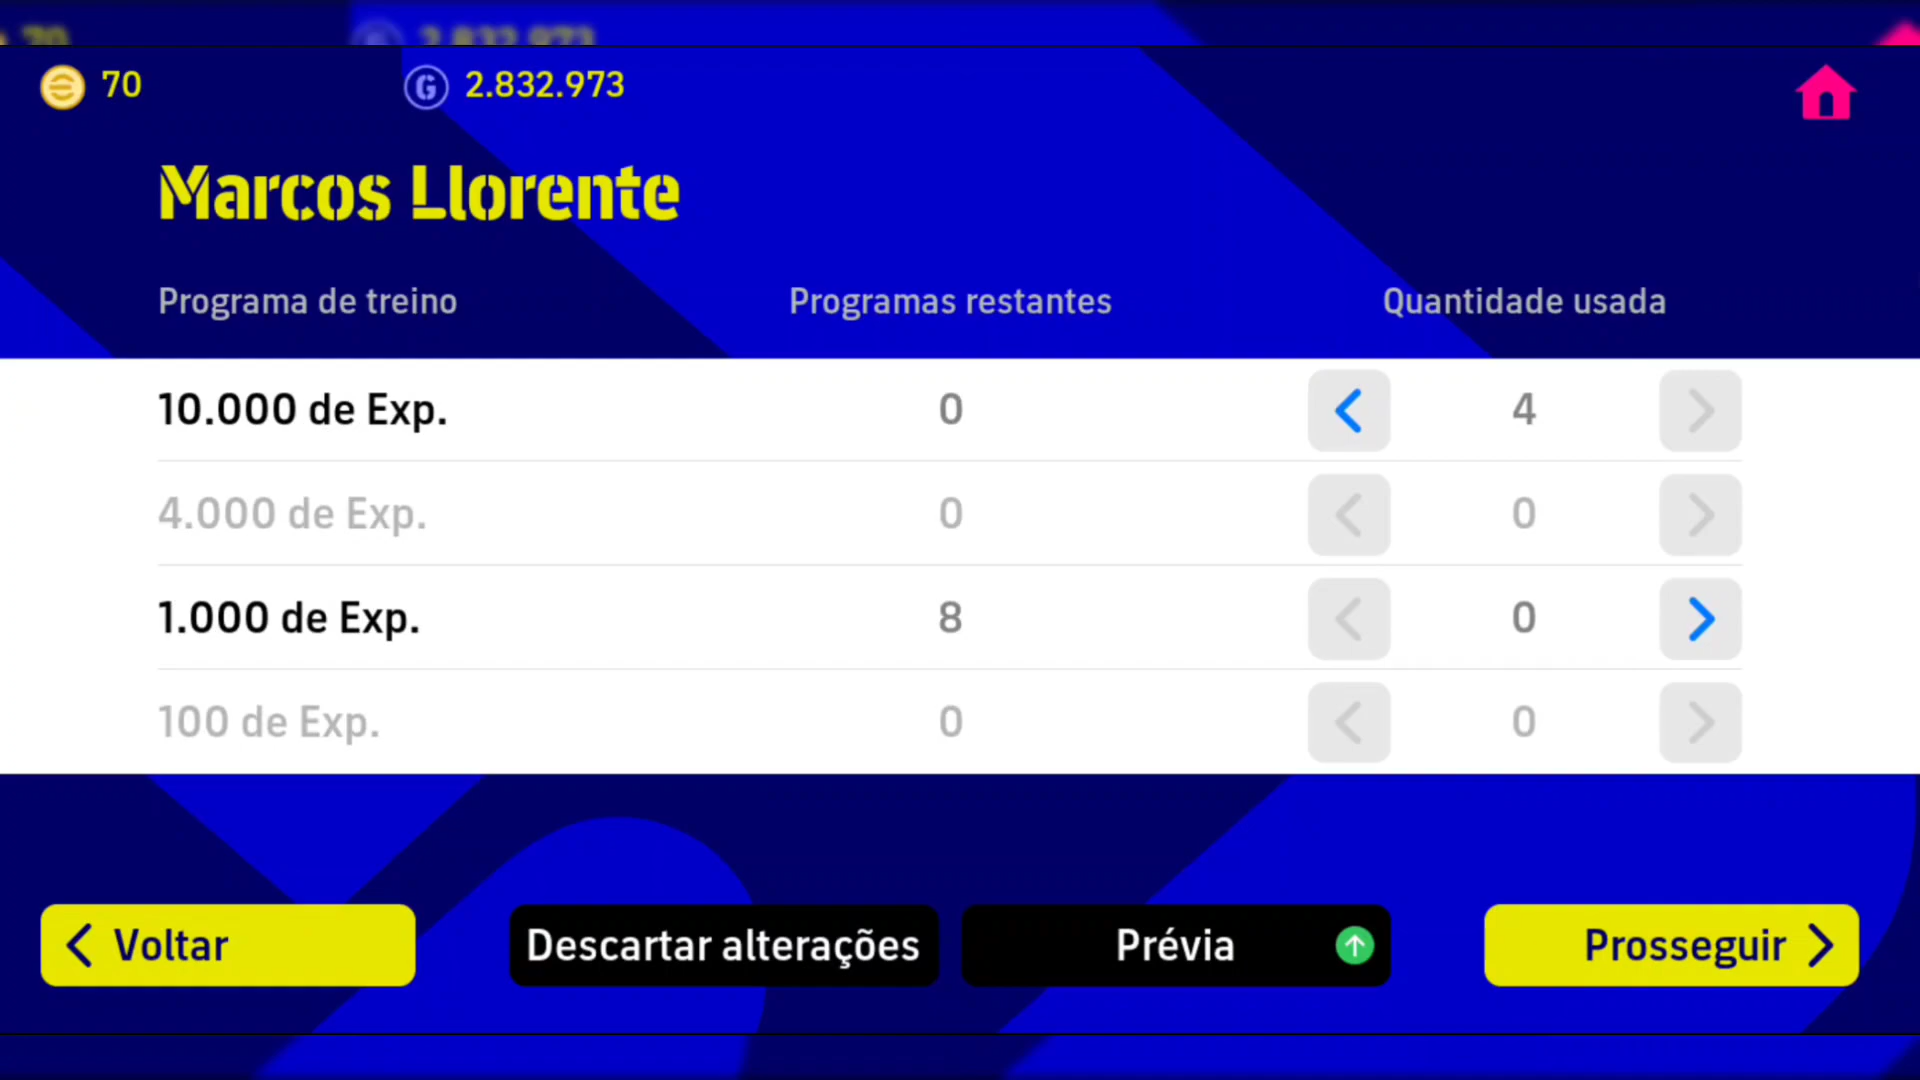 70
2.832.973
Marcos Llorente
Programa de treino Programas restantes Quantidade usada
10.000 de Exp. 0 4
4.000 de Exp. 0 0
1.000 de Exp. 8 0
100 de Exp. 0 0
Voltar Descartar alterações Prévia Prosseguir